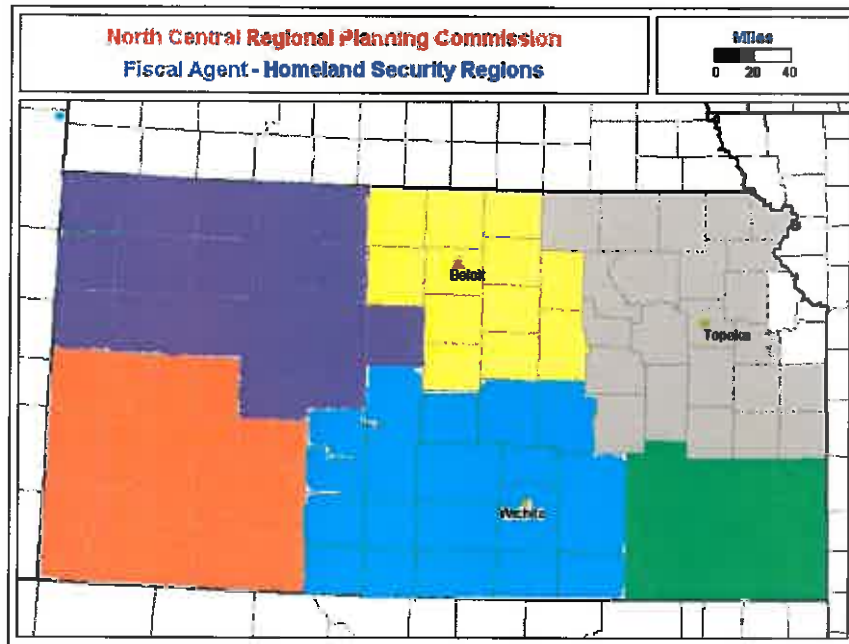 North Central Regional Planning Commission
Fiscal Agent - Homeland Security Regions
Miles
0 20 40
Beloit
Topeka
Wichita